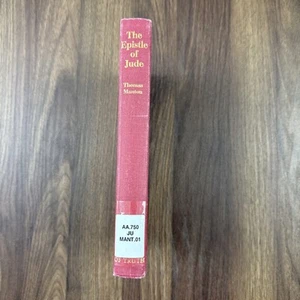 The
Epistle
of
Jude
Thomas
Manton
AA.750
JU
MANT.01